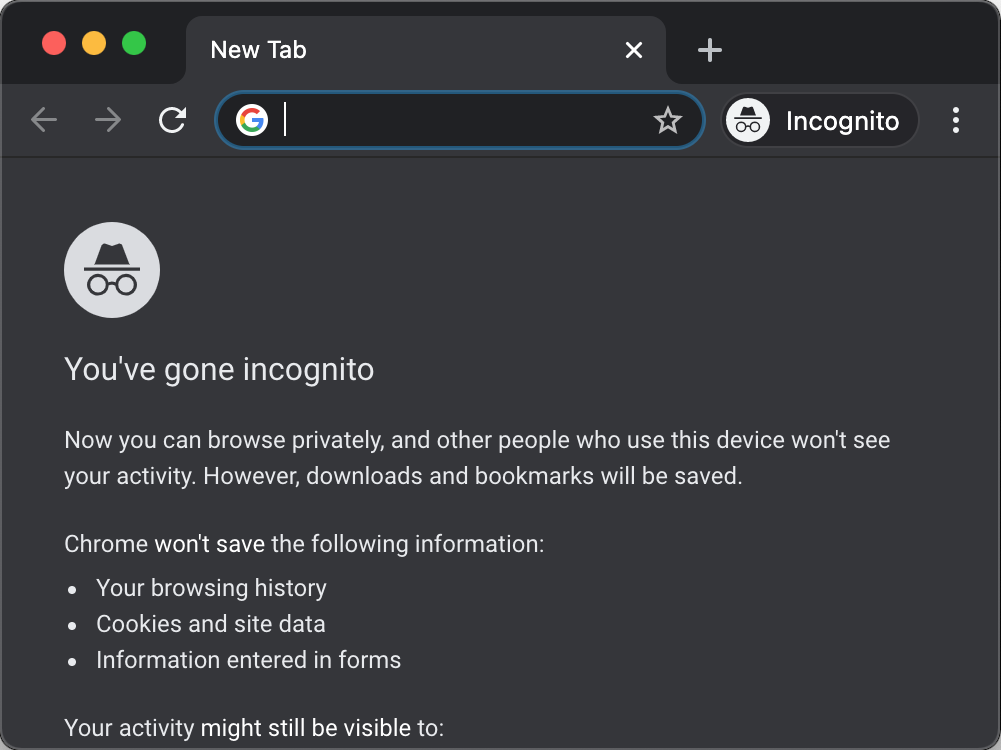 New Tab
Incognito
You've gone incognito
Now you can browse privately, and other people who use this device won't see
your activity. However, downloads and bookmarks will be saved.
Chrome won't save the following information:
• Your browsing history
• Cookies and site data
• Information entered in forms
Your activity might still be visible to: